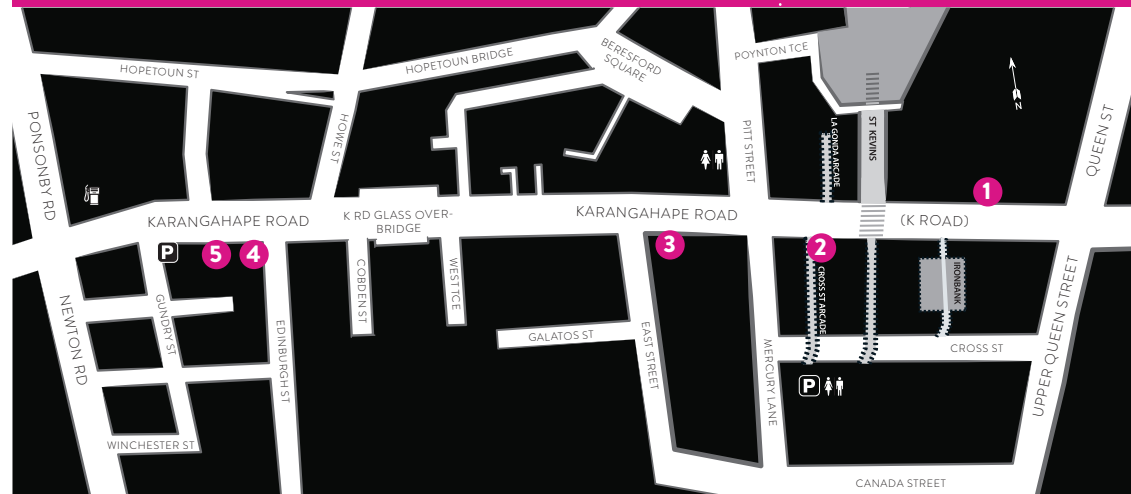 POYNTON TCE
BERESFORD
SQUARE
HOPETOUN BRIDGE
HOPETOUN ST
N
QUEEN ST
PONSONBY RD
HOWE ST
PITT STREET
LA GONDA ARCADE
ST KEVINS
1
KARANGAHAPE ROAD
K RD GLASS OVER-
BRIDGE
KARANGAHAPE ROAD
(K ROAD)
P
5
4
3
2
COBDEN ST
WEST TCE
CROSS ST ARCADE
IRONBANK
NEWTON RD
GUNDRY ST
EDINBURGH ST
GALATOS ST
EAST STREET
MERCURY LANE
CROSS ST
UPPER QUEEN STREET
P
WINCHESTER ST
CANADA STREET